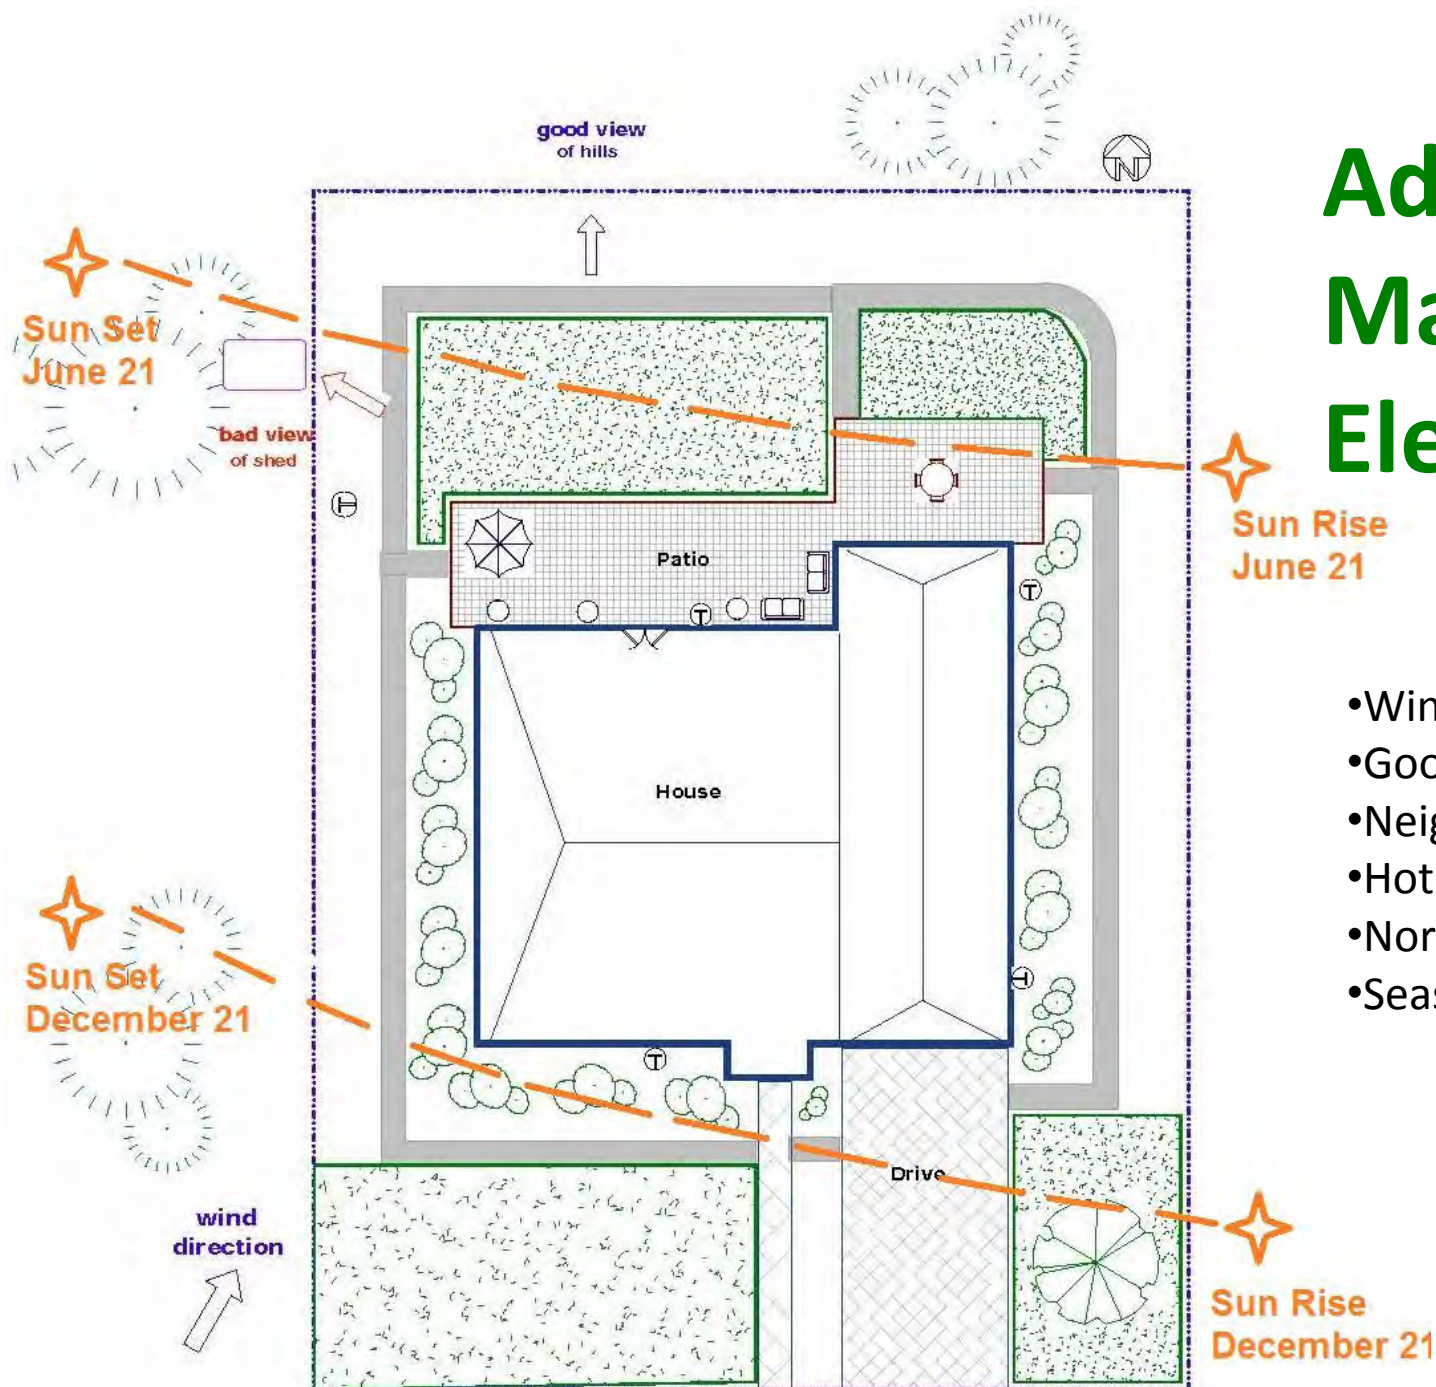 good view
of hills
N
Ad
Ma
Ele
Sun Set
June 21
bad view
of shed
T
Sun Rise
June 21
Patio
T
T
•Win
•Goo
•Neig
•Hot
•Nor
•Seas
House
Sun Set
December 21
T
T
Drive
wind
direction
Sun Rise
December 21